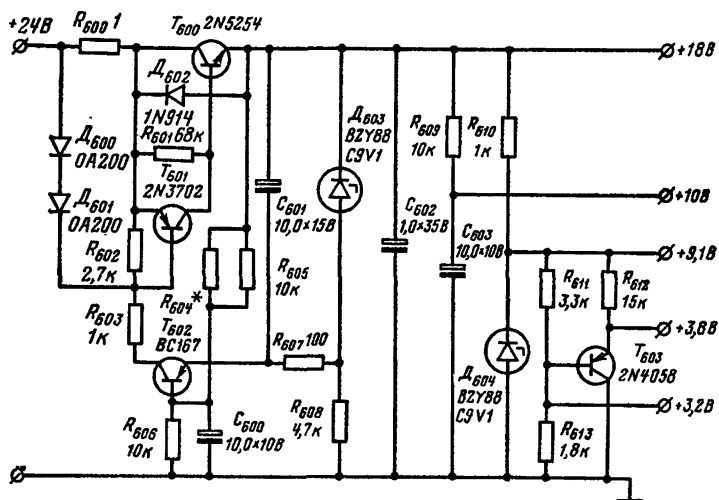 +24В
R600 1
T600 2N5254
+18В
Д602
1N914
R601 68к
T601
2N3702
Д600
OA200
Д601
OA200
R602
2,7к
R603
1к
T602
BC167
R604*
R605
10к
R606
10к
C600
10,0×10В
C601
10,0×15В
R607 100
Д603
BZY88
C9V1
R608
4,7к
C602
1,0×35В
R609
10к
R610
1к
+10В
C603
10,0×10В
+9,1В
Д604
BZY88
C9V1
R611
3,3к
R612
15к
+3,8В
T603
2N4058
+3,2В
R613
1,8к